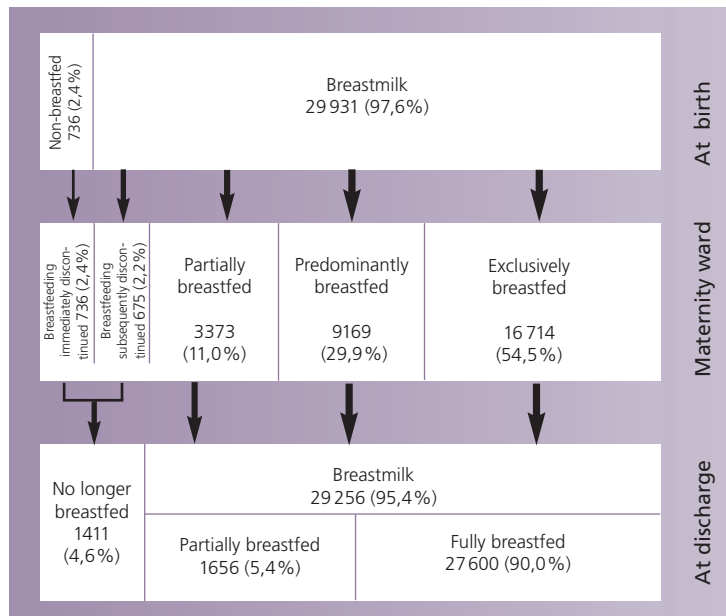 Non-breastfed
736 (2,4%)
Breastmilk
29 931 (97,6%)
At birth
Breastfeeding
immediately discon-
tinued 736 (2,4%)
Breastfeeding
subsequently discon-
tinued 675 (2,2%)
Partially
breastfed
3373
(11,0%)
Predominantly
breastfed
9169
(29,9%)
Exclusively
breastfed
16 714
(54,5%)
Maternity ward
No longer
breastfed
1411
(4,6%)
Breastmilk
29 256 (95,4%)
Partially breastfed
1656 (5,4%)
Fully breastfed
27 600 (90,0%)
At discharge